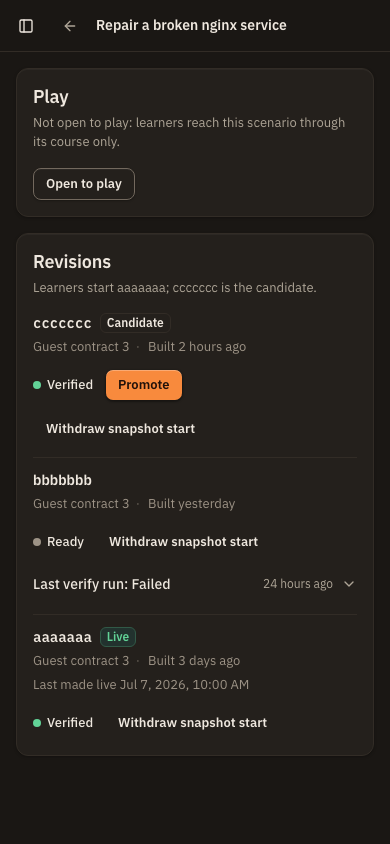 Repair a broken nginx service
Play
Not open to play: learners reach this scenario through
its course only.
Open to play
Revisions
Learners start aaaaaaa; ccccccc is the candidate.
ccccccc Candidate
Guest contract 3 · Built 2 hours ago
Verified Promote
Withdraw snapshot start
bbbbbbb
Guest contract 3 · Built yesterday
Ready Withdraw snapshot start
Last verify run: Failed 24 hours ago
aaaaaaa Live
Guest contract 3 · Built 3 days ago
Last made live Jul 7, 2026, 10:00 AM
Verified Withdraw snapshot start